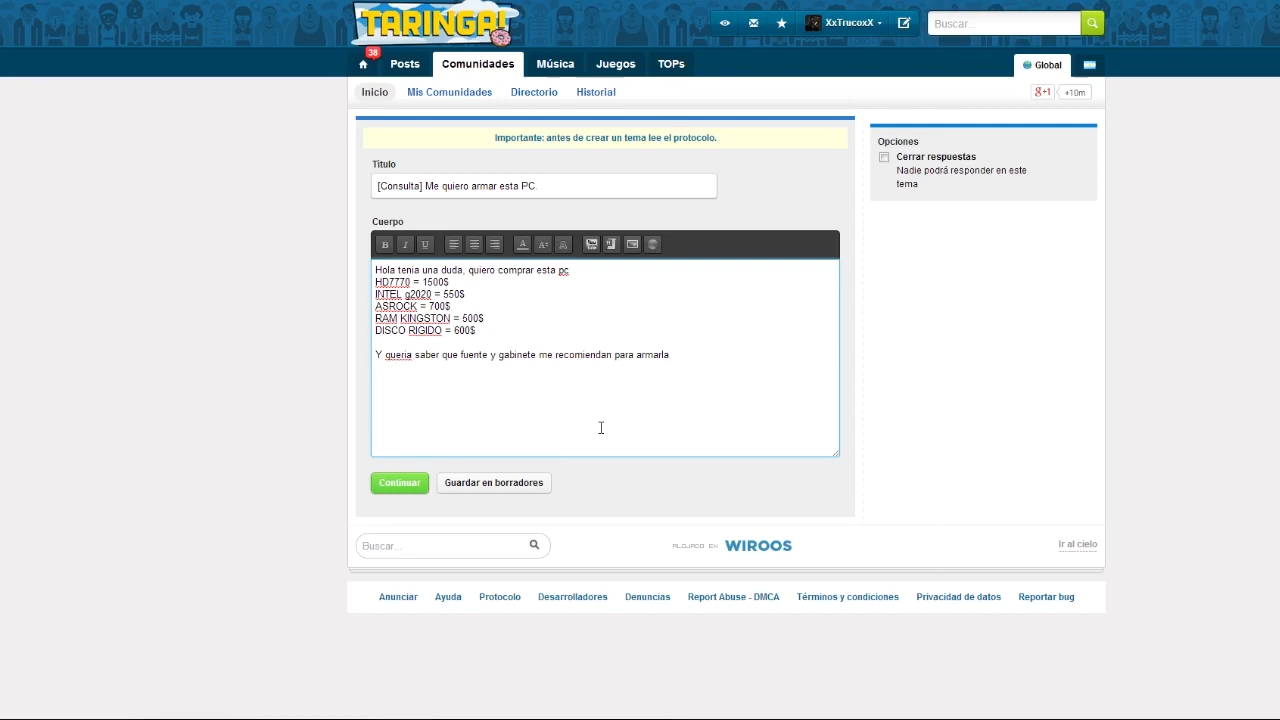 TARINGA!
XxTrucoxX
Buscar...
38
Posts
Comunidades
Música
Juegos
TOPs
Global
Inicio
Mis Comunidades
Directorio
Historial
g+1
+10m
Importante: antes de crear un tema lee el protocolo.
Título
[Consulta] Me quiero armar esta PC.
Cuerpo
B I U
A A A
Hola tenia una duda, quiero comprar esta pc
HD7770 = 1500$
INTEL g2020 = 550$
ASROCK = 700$
RAM KINGSTON = 500$
DISCO RIGIDO = 600$
Y queria saber que fuente y gabinete me recomiendan para armarla
Continuar
Guardar en borradores
Opciones
Cerrar respuestas
Nadie podrá responder en este
tema
Buscar...
ALOJADO EN WIROOS
Ir al cielo
Anunciar
Ayuda
Protocolo
Desarrolladores
Denuncias
Report Abuse - DMCA
Términos y condiciones
Privacidad de datos
Reportar bug